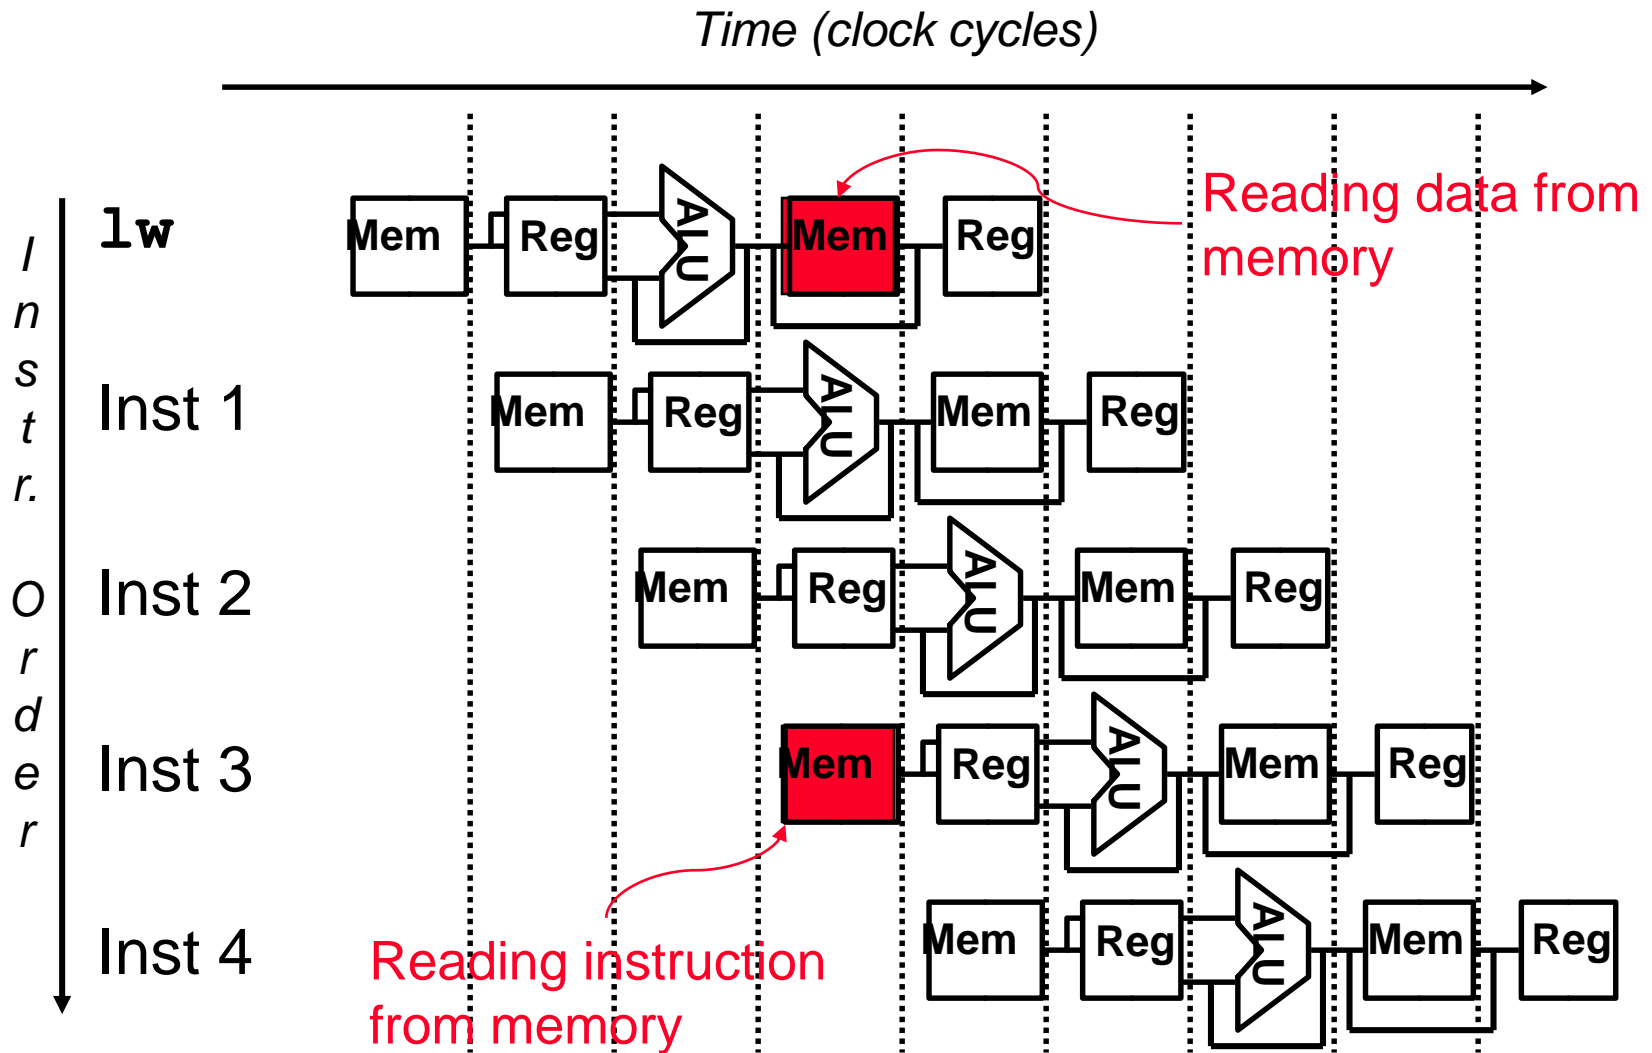 Time (clock cycles)
Instr. Order
lw
Mem Reg ALU Mem Reg
Reading data from
memory
Inst 1
Mem Reg ALU Mem Reg
Inst 2
Mem Reg ALU Mem Reg
Inst 3
Mem Reg ALU Mem Reg
Inst 4
Mem Reg ALU Mem Reg
Reading instruction
from memory